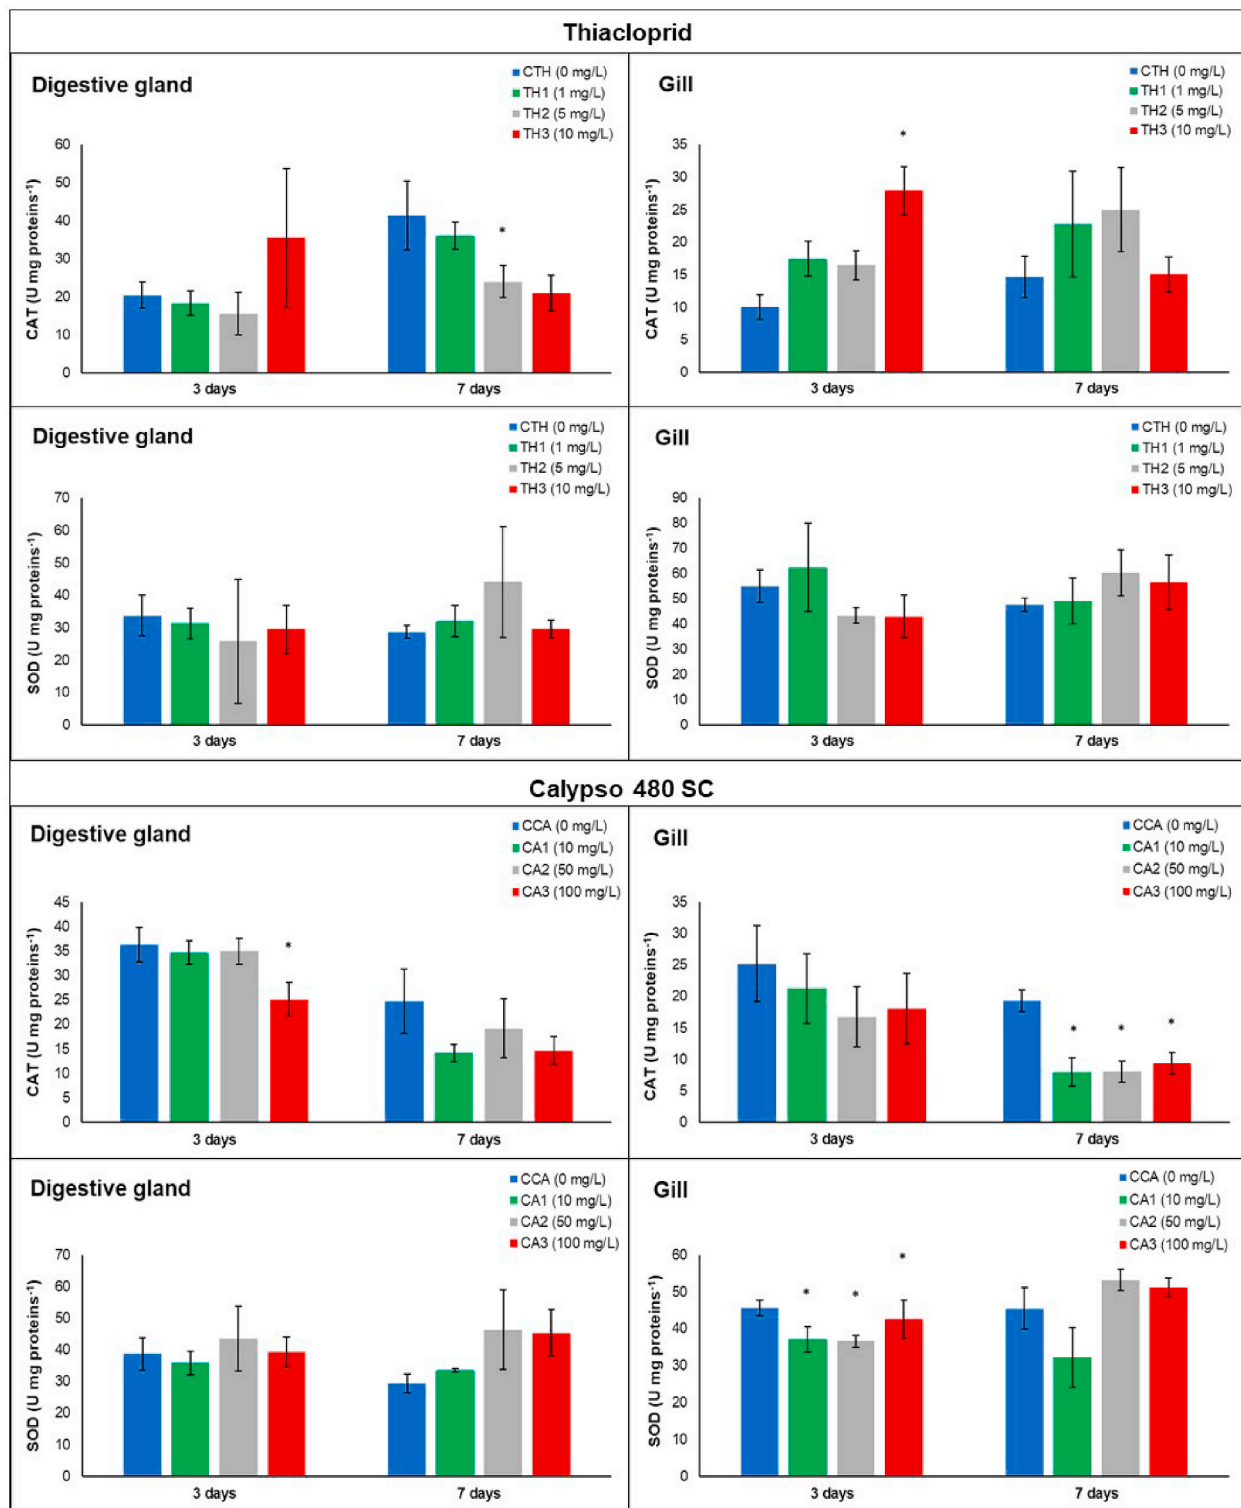 Thiacloprid
Digestive gland
CTH (0 mg/L)
TH1 (1 mg/L)
TH2 (5 mg/L)
TH3 (10 mg/L)
CAT (U mg proteins-1)
60
50
40
30
20
10
0
*
3 days
7 days
Gill
CTH (0 mg/L)
TH1 (1 mg/L)
TH2 (5 mg/L)
TH3 (10 mg/L)
CAT (U mg proteins-1)
35
30
25
20
15
10
5
0
*
3 days
7 days
Digestive gland
CTH (0 mg/L)
TH1 (1 mg/L)
TH2 (5 mg/L)
TH3 (10 mg/L)
SOD (U mg proteins-1)
70
60
50
40
30
20
10
0
3 days
7 days
Gill
CTH (0 mg/L)
TH1 (1 mg/L)
TH2 (5 mg/L)
TH3 (10 mg/L)
SOD (U mg proteins-1)
90
80
70
60
50
40
30
20
10
0
3 days
7 days
Calypso 480 SC
Digestive gland
CCA (0 mg/L)
CA1 (10 mg/L)
CA2 (50 mg/L)
CA3 (100 mg/L)
CAT (U mg proteins-1)
45
40
35
30
25
20
15
10
5
0
*
3 days
7 days
Gill
CCA (0 mg/L)
CA1 (10 mg/L)
CA2 (50 mg/L)
CA3 (100 mg/L)
CAT (U mg proteins-1)
35
30
25
20
15
10
5
0
* * *
3 days
7 days
Digestive gland
CCA (0 mg/L)
CA1 (10 mg/L)
CA2 (50 mg/L)
CA3 (100 mg/L)
SOD (U mg proteins-1)
70
60
50
40
30
20
10
0
3 days
7 days
Gill
CCA (0 mg/L)
CA1 (10 mg/L)
CA2 (50 mg/L)
CA3 (100 mg/L)
SOD (U mg proteins-1)
60
50
40
30
20
10
0
* * *
3 days
7 days